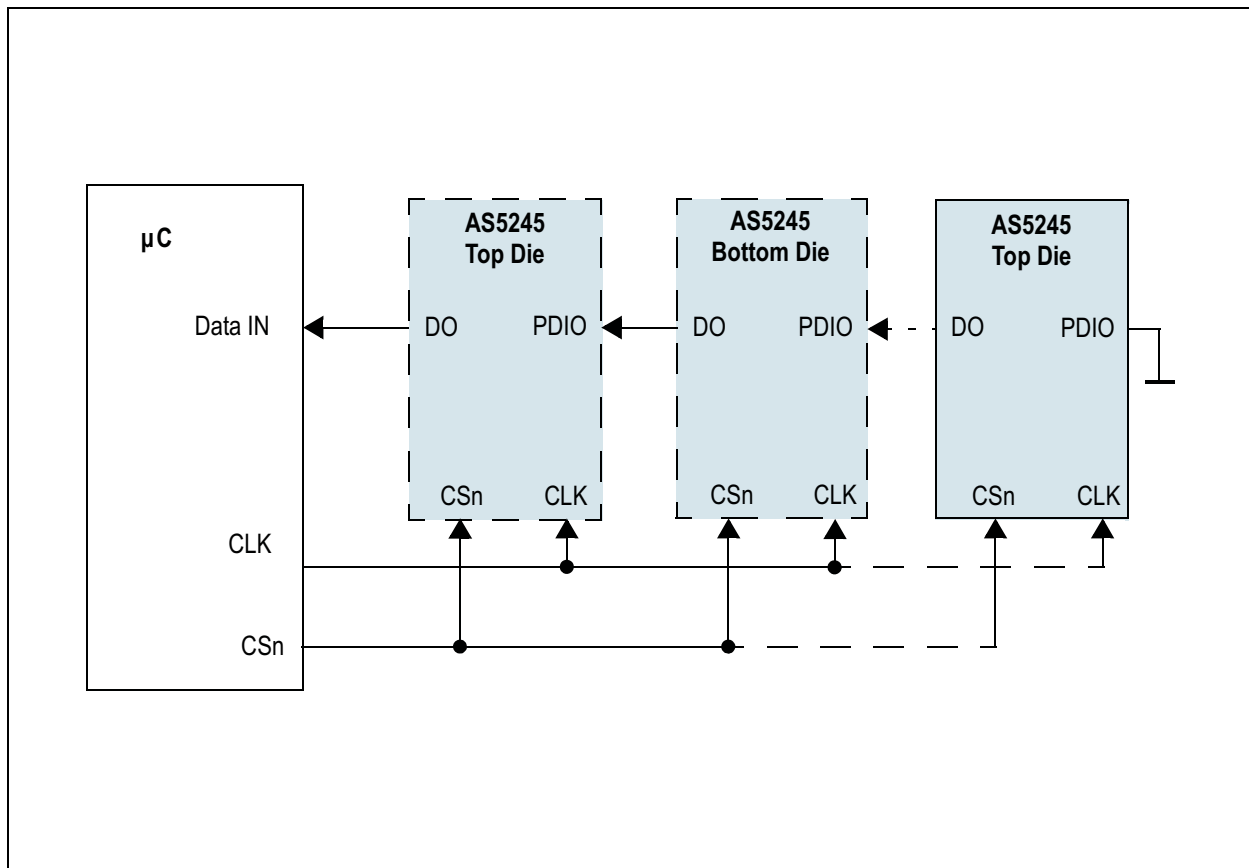 µC
AS5245
Top Die
AS5245
Bottom Die
AS5245
Top Die
Data IN
DO
PDIO
DO
PDIO
DO
PDIO
CSn
CLK
CSn
CLK
CSn
CLK
CLK
CSn